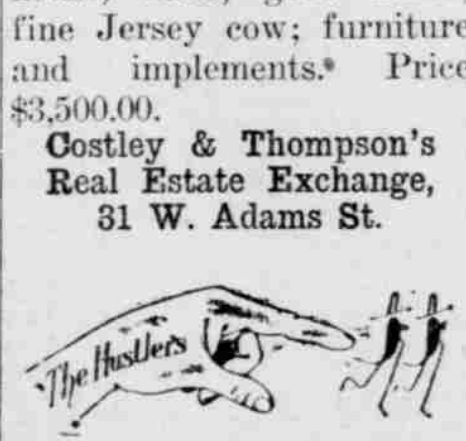 fine Jersey cow; furniture
and implements. Price
$3,500.00.
Costley & Thompson's
Real Estate Exchange,
31 W. Adams St.
The Hustlers